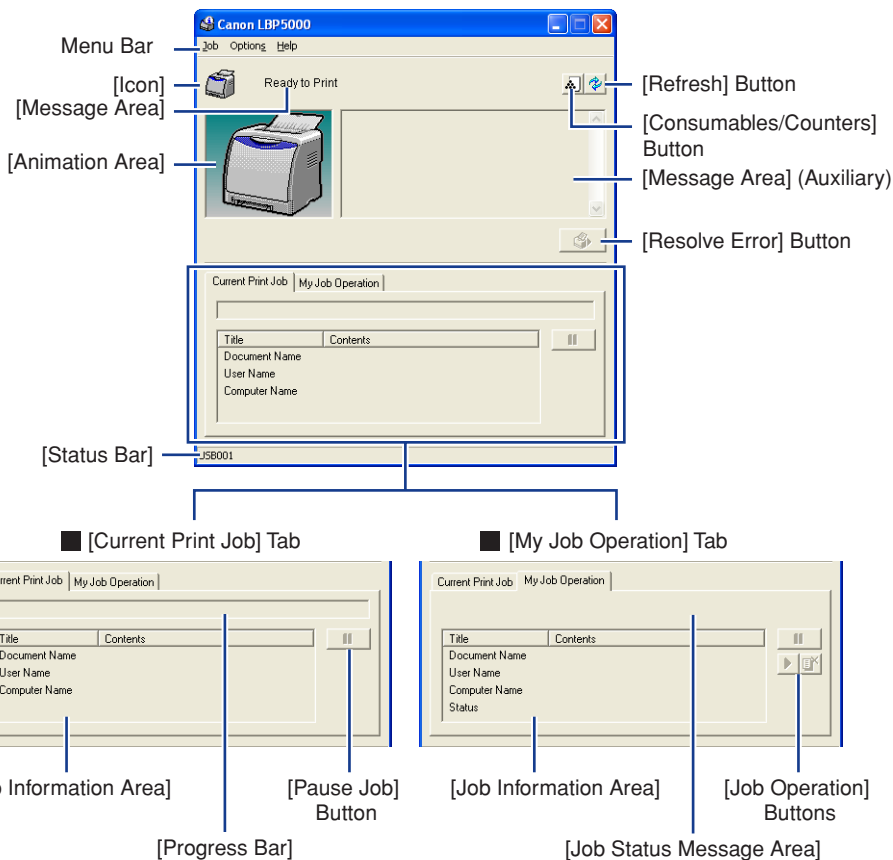 Canon LBP5000
Job Options Help
Menu Bar
[Icon]
Ready to Print
[Message Area]
[Refresh] Button
[Consumables/Counters]
Button
[Animation Area]
[Message Area] (Auxiliary)
[Resolve Error] Button
Current Print Job My Job Operation
Title Contents
Document Name
User Name
Computer Name
[Status Bar]
USB001
[Current Print Job] Tab
[My Job Operation] Tab
rrent Print Job My Job Operation
Title Contents
Document Name
User Name
Computer Name
Current Print Job My Job Operation
Title Contents
Document Name
User Name
Computer Name
Status
Information Area]
[Pause Job]
Button
[Job Information Area]
[Job Operation]
Buttons
[Progress Bar]
[Job Status Message Area]